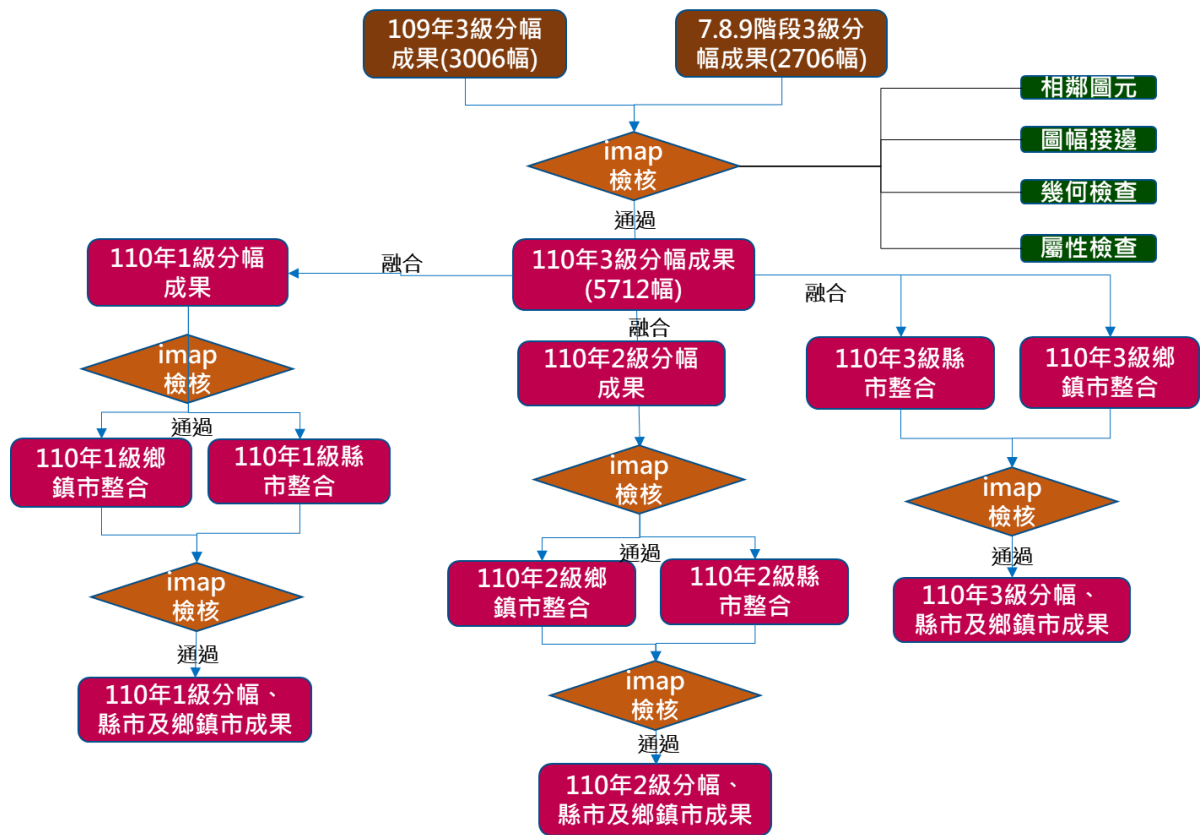 109年3級分幅
成果(3006幅)
7.8.9階段3級分
幅成果(2706幅)
相鄰圖元
圖幅接邊
幾何檢查
屬性檢查
imap
檢核
通過
110年3級分幅成果
(5712幅)
融合
融合
融合
110年1級分幅
成果
imap
檢核
通過
110年1級鄉
鎮市整合
110年1級縣
市整合
imap
檢核
通過
110年1級分幅、
縣市及鄉鎮市成果
110年2級分幅
成果
imap
檢核
通過
110年2級鄉
鎮市整合
110年2級縣
市整合
imap
檢核
通過
110年2級分幅、
縣市及鄉鎮市成果
110年3級縣
市整合
110年3級鄉
鎮市整合
imap
檢核
通過
110年3級分幅、
縣市及鄉鎮市成果